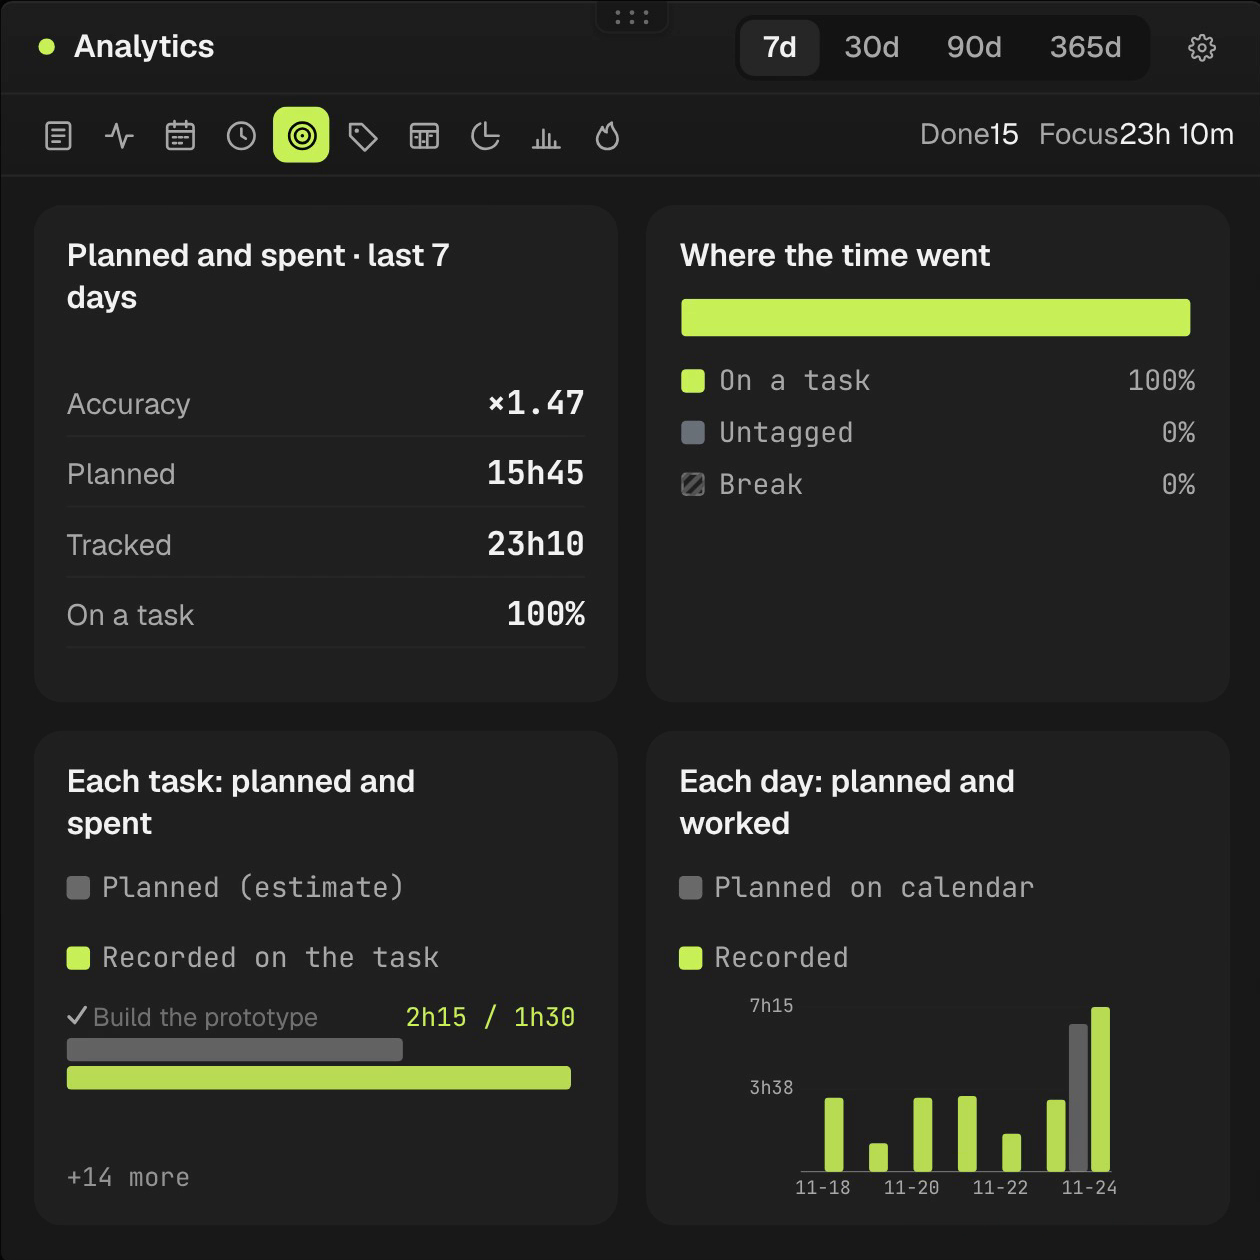 Analytics
7d 30d 90d 365d
Done15 Focus23h 10m
Planned and spent · last 7
days
Accuracy ×1.47
Planned 15h45
Tracked 23h10
On a task 100%
Where the time went
On a task 100%
Untagged 0%
Break 0%
Each task: planned and
spent
Planned (estimate)
Recorded on the task
Build the prototype 2h15 / 1h30
+14 more
Each day: planned and
worked
Planned on calendar
Recorded
7h15
3h38
11-18 11-20 11-22 11-24